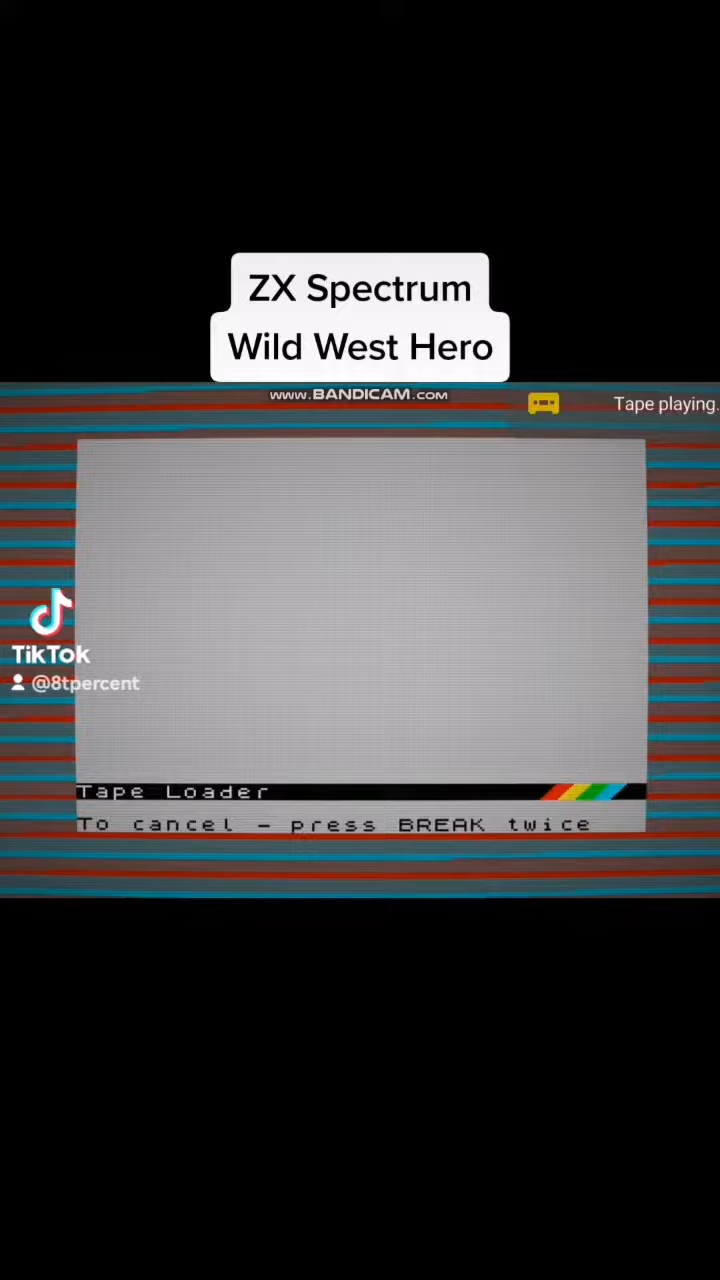 ZX Spectrum
Wild West Hero
WWW.BANDICAM.COM
Tape playing.
TikTok
@8tpercent
Tape Loader
To cancel - press BREAK twice